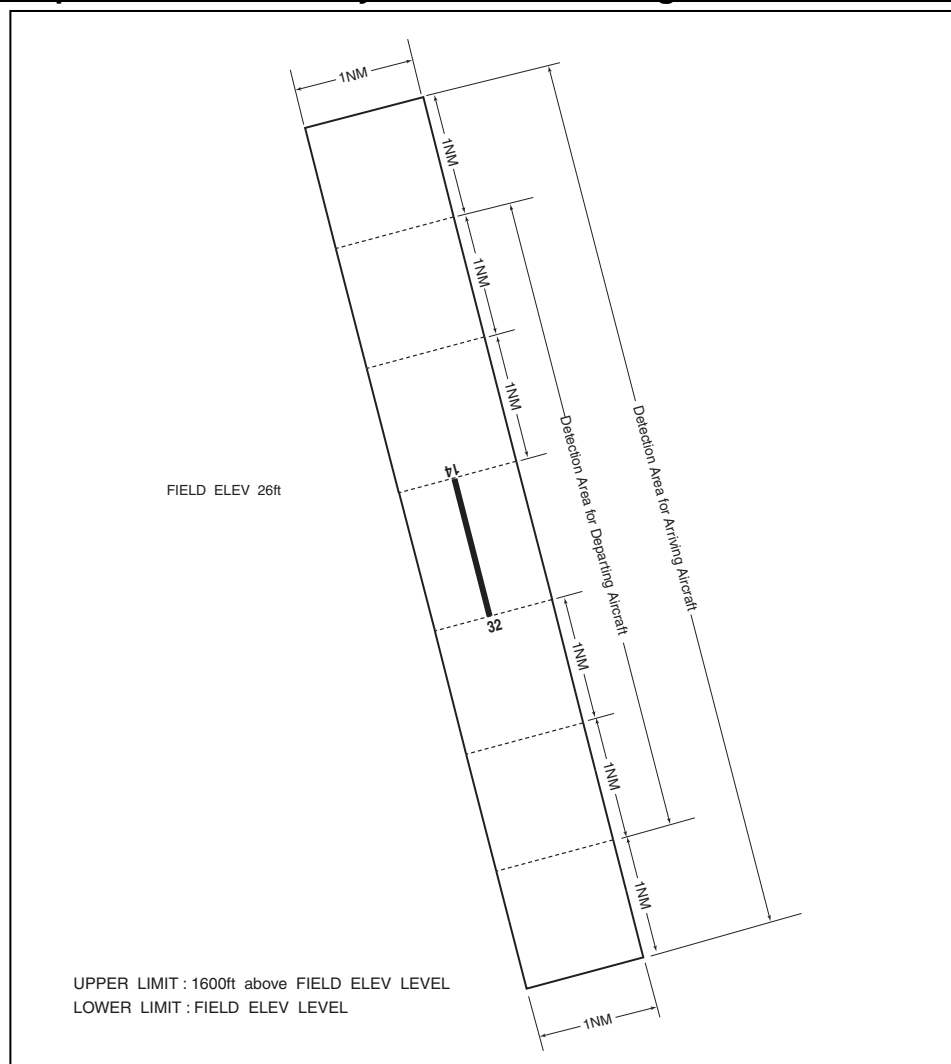 1NM
1NM
1NM
1NM
Detection Area for Departing Aircraft
Detection Area for Arriving Aircraft
14
FIELD ELEV 26ft
32
1NM
1NM
1NM
UPPER LIMIT : 1600ft above FIELD ELEV LEVEL
LOWER LIMIT : FIELD ELEV LEVEL
1NM